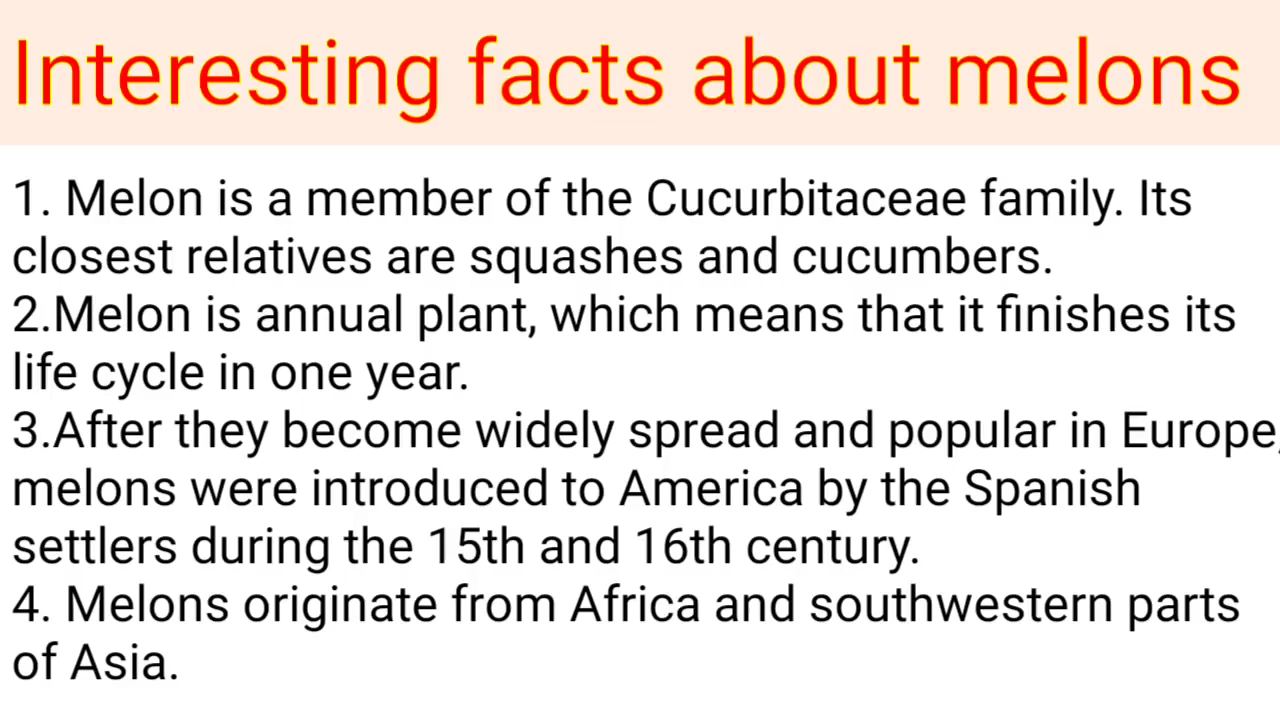 Interesting facts about melons
1. Melon is a member of the Cucurbitaceae family. Its
closest relatives are squashes and cucumbers.
2.Melon is annual plant, which means that it finishes its
life cycle in one year.
3.After they become widely spread and popular in Europe,
melons were introduced to America by the Spanish
settlers during the 15th and 16th century.
4. Melons originate from Africa and southwestern parts
of Asia.